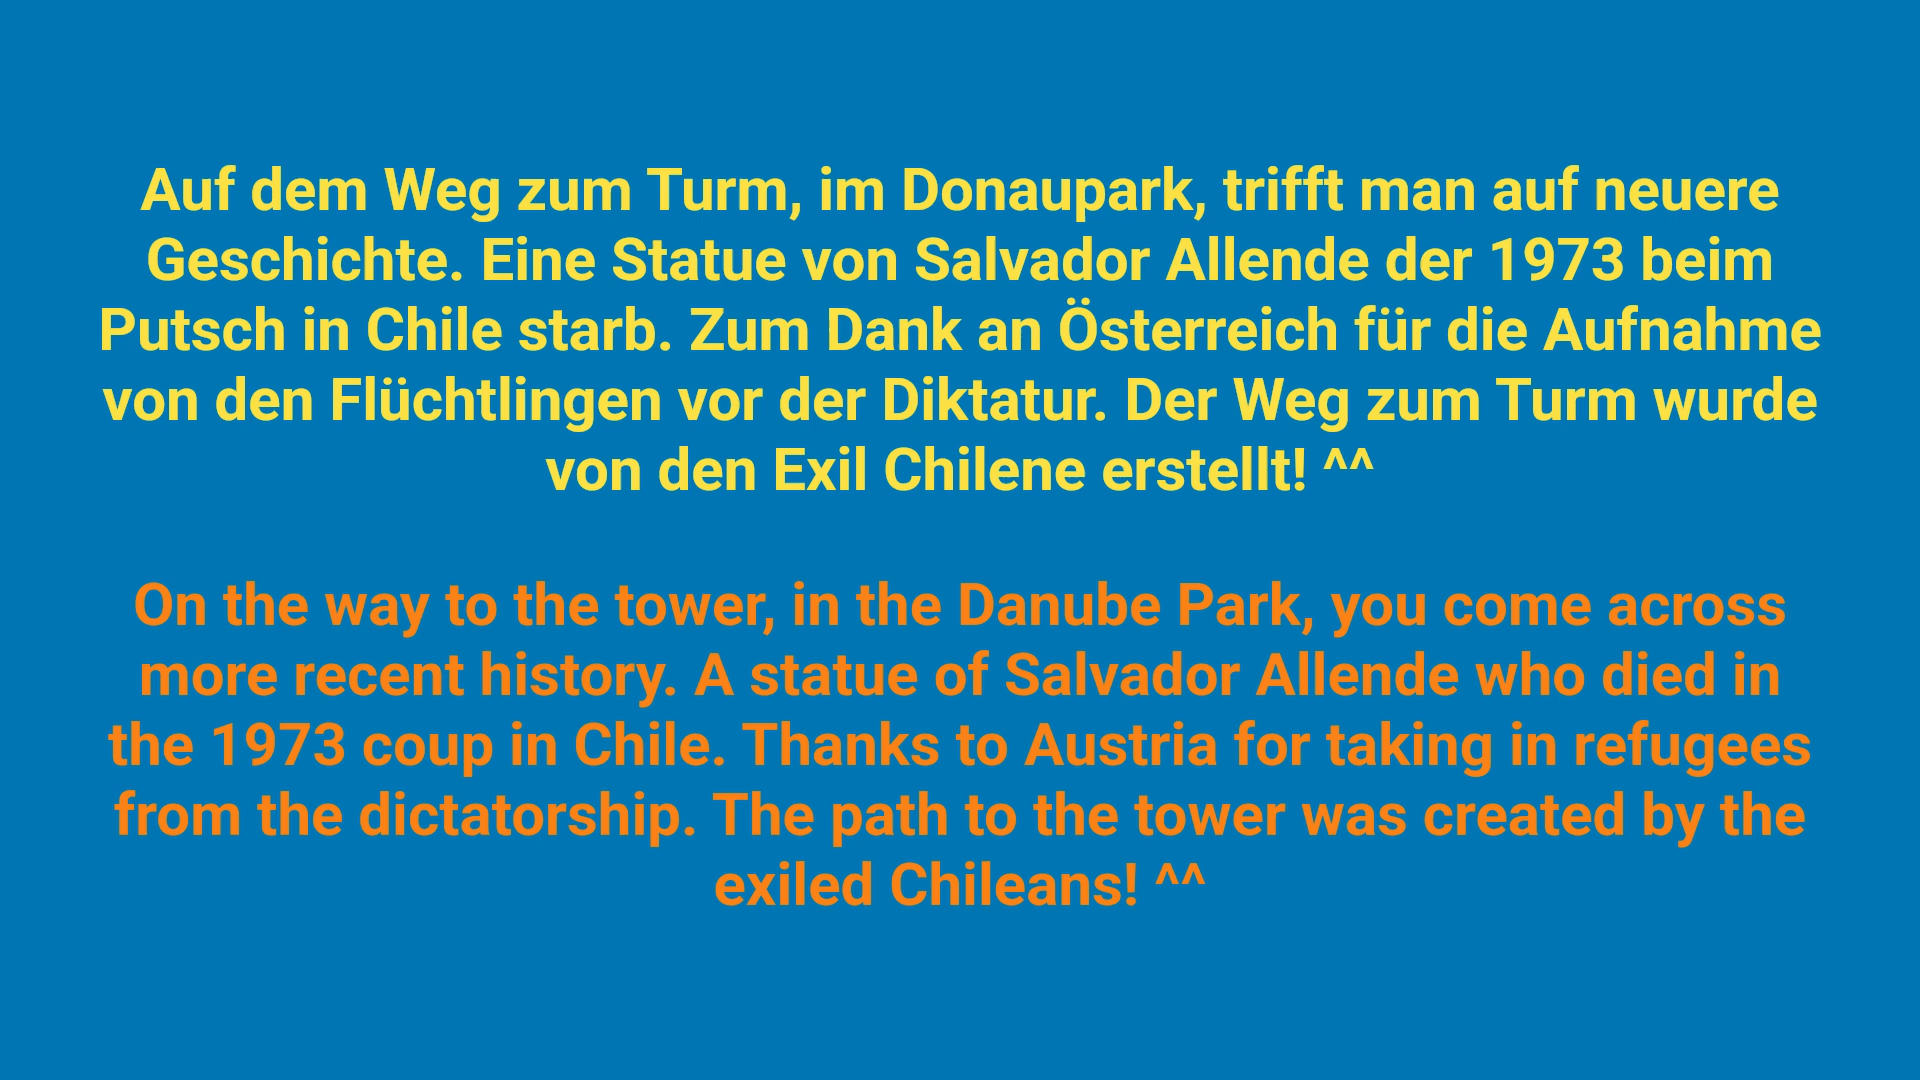 Auf dem Weg zum Turm, im Donaupark, trifft man auf neuere
Geschichte. Eine Statue von Salvador Allende der 1973 beim
Putsch in Chile starb. Zum Dank an Österreich für die Aufnahme
von den Flüchtlingen vor der Diktatur. Der Weg zum Turm wurde
von den Exil Chilene erstellt! ^^
On the way to the tower, in the Danube Park, you come across
more recent history. A statue of Salvador Allende who died in
the 1973 coup in Chile. Thanks to Austria for taking in refugees
from the dictatorship. The path to the tower was created by the
exiled Chileans! ^^